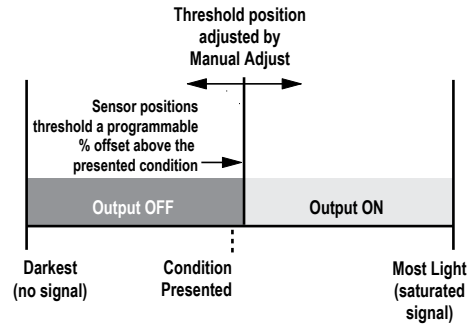 Threshold position
adjusted by
Manual Adjust
Sensor positions
threshold a programmable
% offset above the
presented condition
Output OFF
Output ON
Darkest
(no signal)
Condition
Presented
Most Light
(saturated
signal)